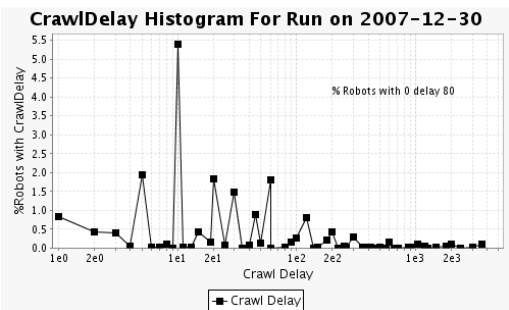 CrawlDelay Histogram For Run on 2007-12-30
5.5
5.0
4.5
4.0
3.5
3.0
2.5
2.0
1.5
1.0
0.5
0.0
%Robots with CrawlDelay
% Robots with 0 delay 80
1e0 2e0 1e1 2e1 1e2 2e2 1e3 2e3
Crawl Delay
Crawl Delay